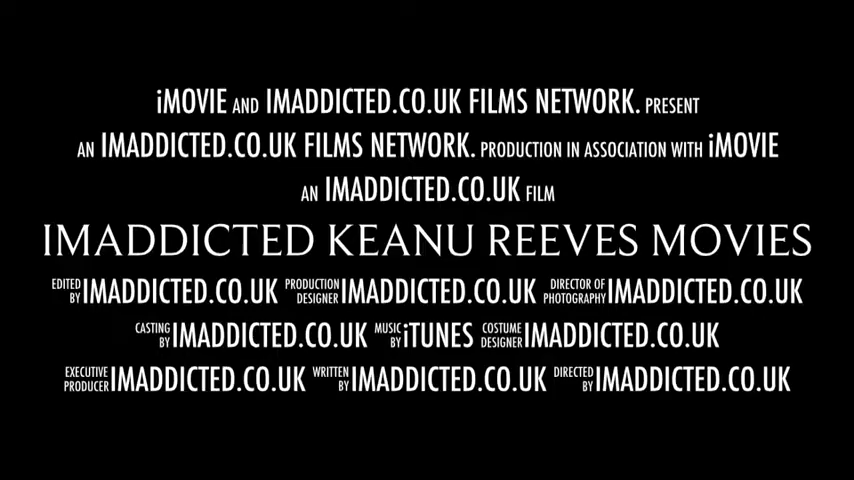 iMOVIE AND IMADDICTED.CO.UK FILMS NETWORK. PRESENT
AN IMADDICTED.CO.UK FILMS NETWORK. PRODUCTION IN ASSOCIATION WITH iMOVIE
AN IMADDICTED.CO.UK FILM
IMADDICTED KEANU REEVES MOVIES
EDITED BY IMADDICTED.CO.UK PRODUCTION DESIGNER IMADDICTED.CO.UK DIRECTOR OF PHOTOGRAPHY IMADDICTED.CO.UK
CASTING BY IMADDICTED.CO.UK MUSIC BY iTUNES COSTUME DESIGNER IMADDICTED.CO.UK
EXECUTIVE PRODUCER IMADDICTED.CO.UK WRITTEN BY IMADDICTED.CO.UK DIRECTED BY IMADDICTED.CO.UK